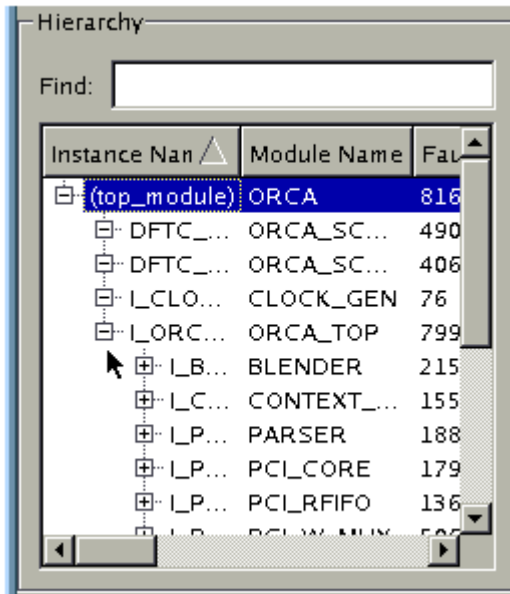 Hierarchy
Find:
Instance Nan Module Name Fau
(top_module) ORCA 816
DFTC_... ORCA_SC... 490
DFTC_... ORCA_SC... 406
I_CLO... CLOCK_GEN 76
I_ORC... ORCA_TOP 799
I_B... BLENDER 215
I_C... CONTEXT_... 155
I_P... PARSER 188
I_P... PCI_CORE 179
I_P... PCI_RFIFO 136